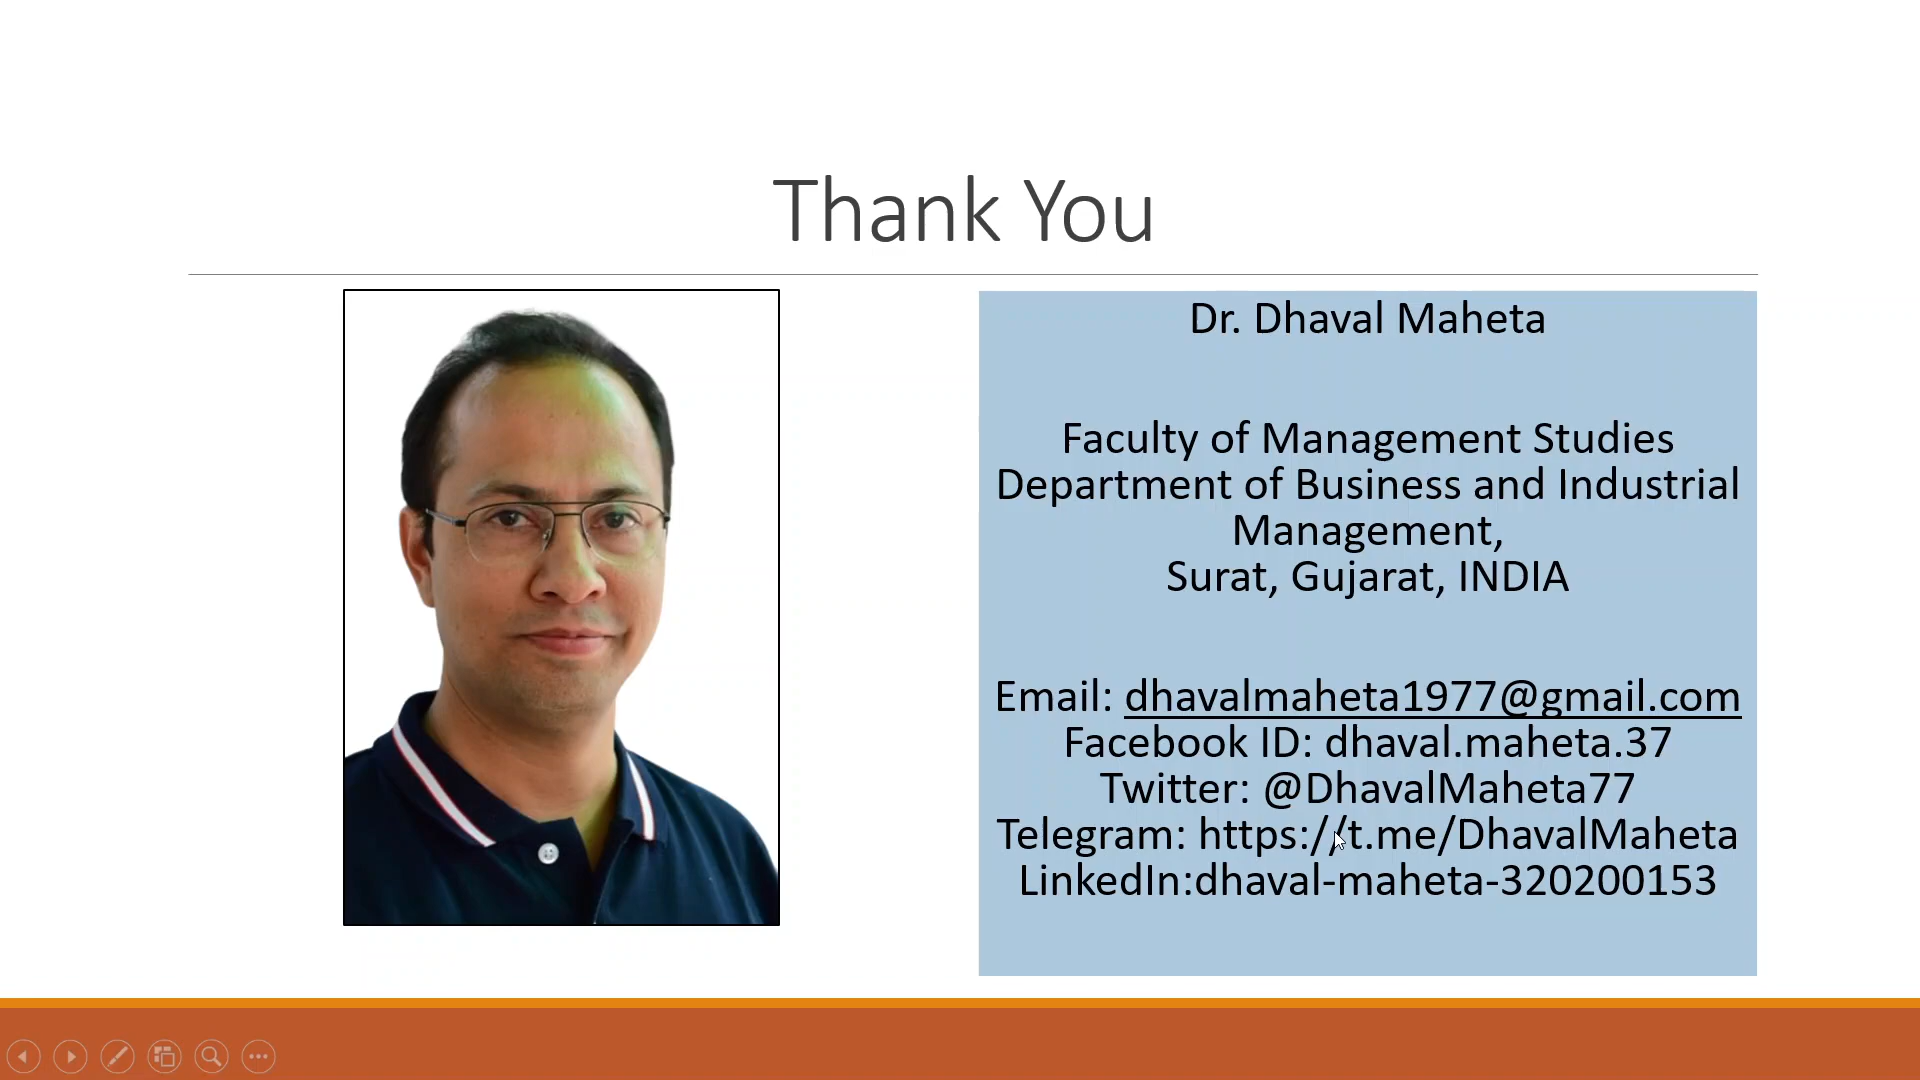 Thank You
Dr. Dhaval Maheta
Faculty of Management Studies
Department of Business and Industrial
Management,
Surat, Gujarat, INDIA
Email: dhavalmaheta1977@gmail.com
Facebook ID: dhaval.maheta.37
Twitter: @DhavalMaheta77
Telegram: https://t.me/DhavalMaheta
LinkedIn:dhaval-maheta-320200153